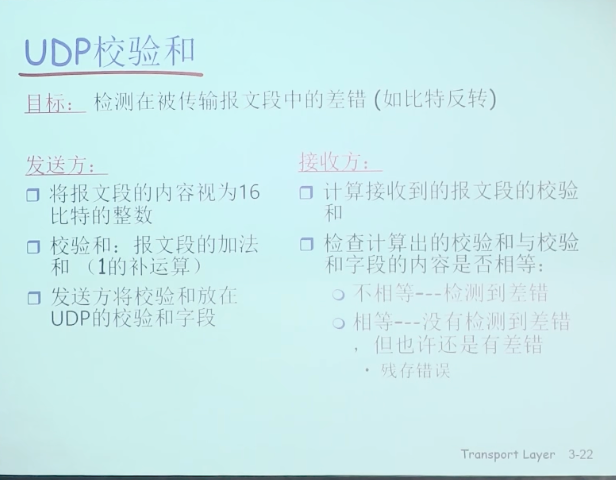 UDP校验和
目标： 检测在被传输报文段中的差错 (如比特反转)
发送方：
将报文段的内容视为16
比特的整数
校验和：报文段的加法
和 （1的补运算）
发送方将校验和放在
UDP的校验和字段
接收方：
计算接收到的报文段的校验
和
检查计算出的校验和与校验
和字段的内容是否相等：
不相等---检测到差错
相等---没有检测到差错
，但也许还是有差错
残存错误
Transport Layer 3-22